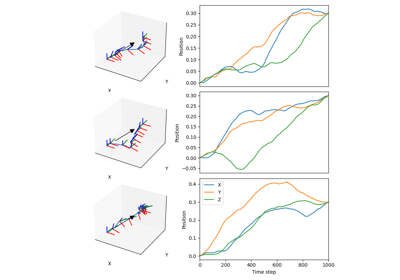 0.30
0.25
0.20
0.15
0.10
0.05
0.00
Position
X
Y
0.30
0.25
0.20
0.15
0.10
0.05
0.00
−0.05
Position
X
Y
0.4
0.3
0.2
0.1
0.0
Position
X
Y
Z
X
Y
0
200
400
600
800
1000
Time step